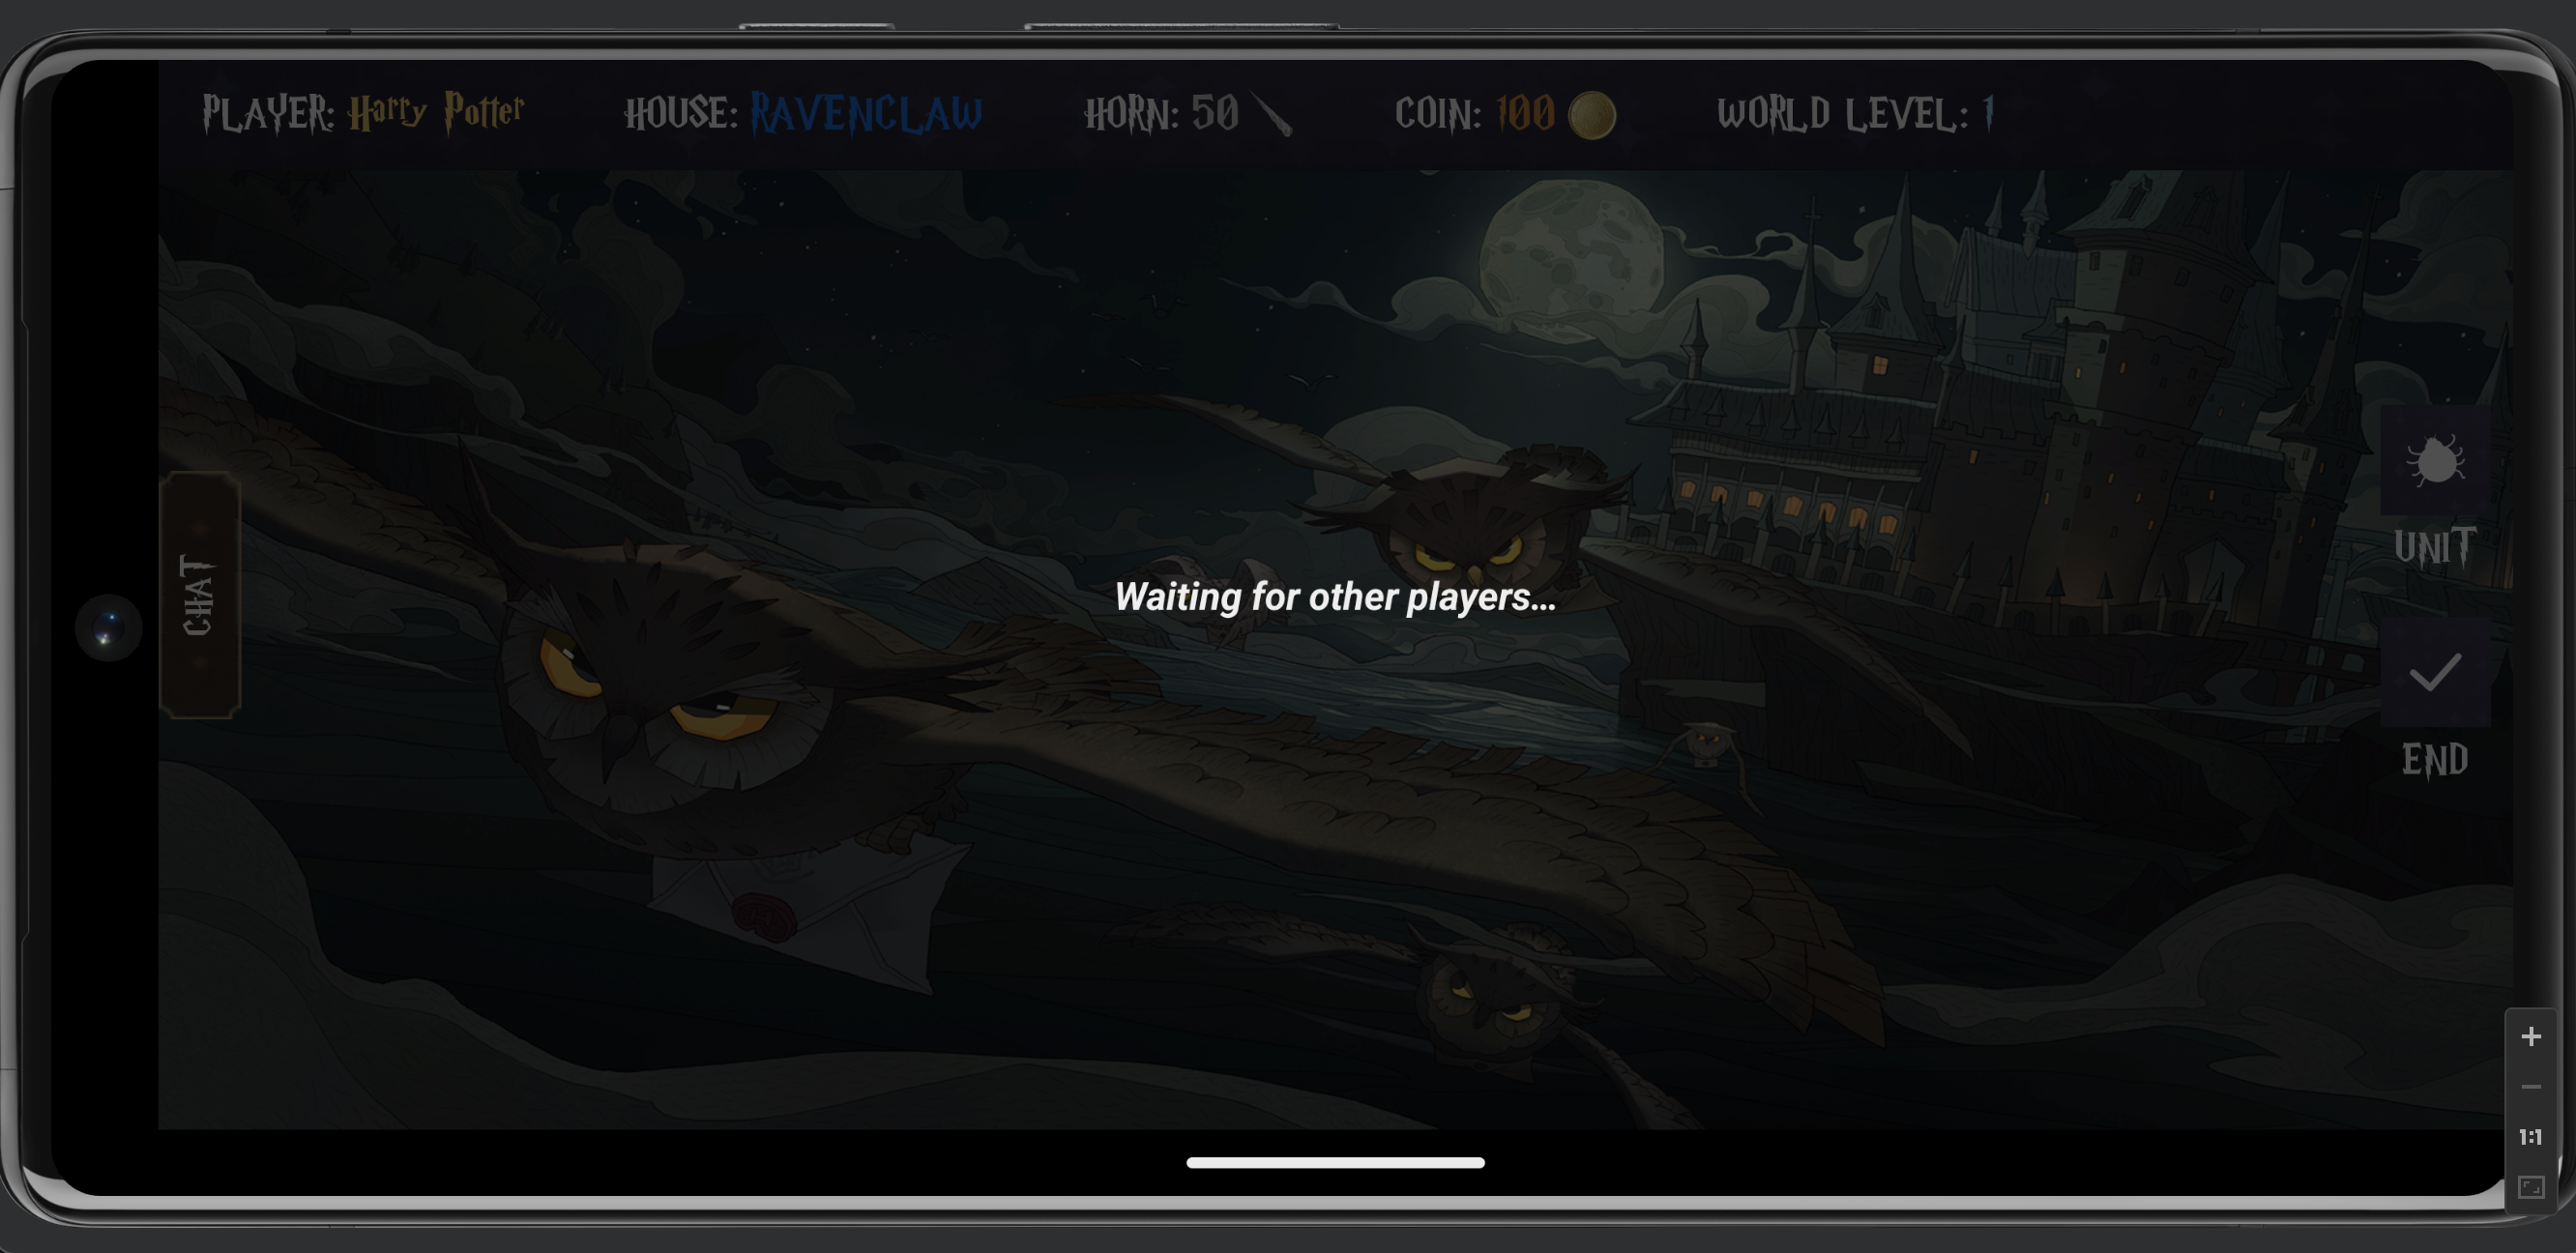 PLAYER: Harry Potter HOUSE: RAVENCLAW HORN: 50 COIN: 100 WORLD LEVEL: 1
CHAT
Waiting for other players...
UNIT
END
1:1